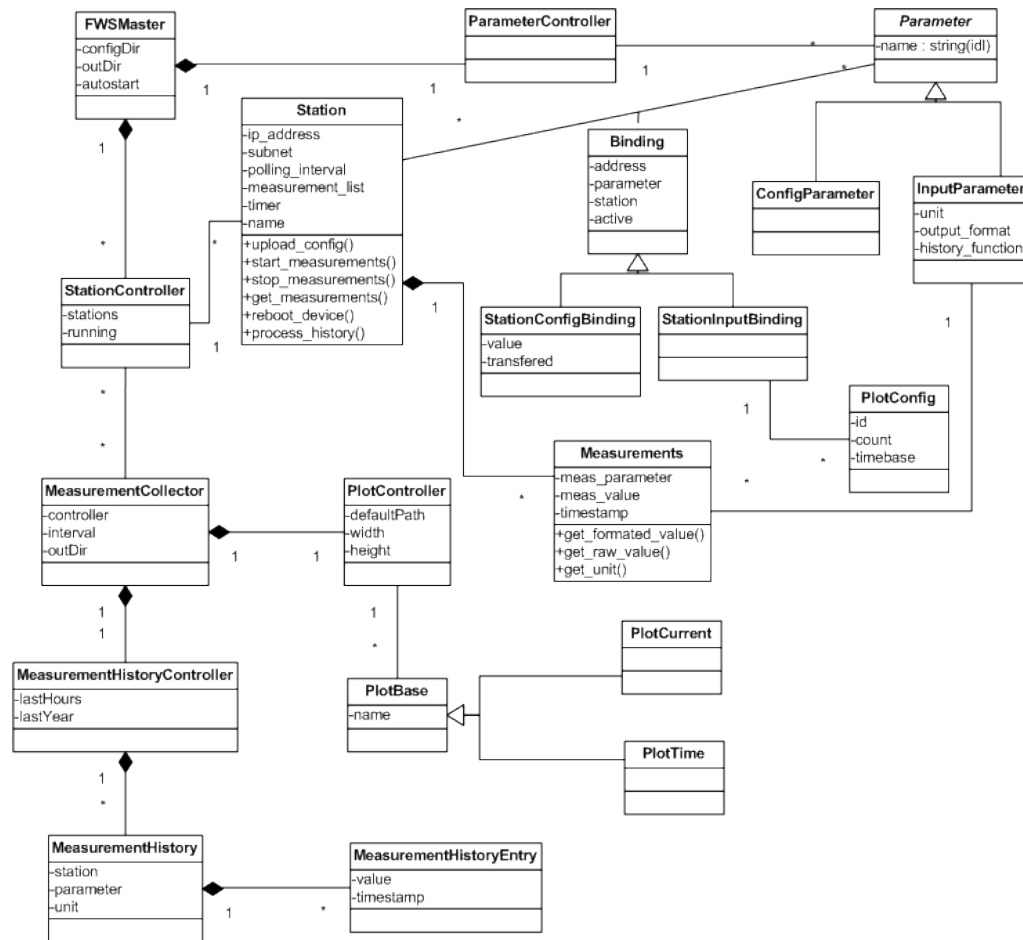 FWSMaster
-configDir
-outDir
-autostart
1
1
ParameterController
1
*
Parameter
-name : string(idl)
*
*
Station
-ip_address
-subnet
-polling_interval
-measurement_list
-timer
-name
+upload_config()
+start_measurements()
+stop_measurements()
+get_measurements()
+reboot_device()
+process_history()
Binding
-address
-parameter
-station
-active
ConfigParameter
InputParameter
-unit
-output_format
-history_function
1
*
*
StationController
-stations
-running
1
1
StationConfigBinding
-value
-transfered
StationInputBinding
1
*
PlotConfig
-id
-count
-timebase
1
*
*
MeasurementCollector
-controller
-interval
-outDir
1
1
PlotController
-defaultPath
-width
-height
Measurements
-meas_parameter
-meas_value
-timestamp
+get_formated_value()
+get_raw_value()
+get_unit()
*
*
1
1
1
*
MeasurementHistoryController
-lastHours
-lastYear
PlotBase
-name
PlotCurrent
PlotTime
1
*
MeasurementHistory
-station
-parameter
-unit
1
*
MeasurementHistoryEntry
-value
-timestamp